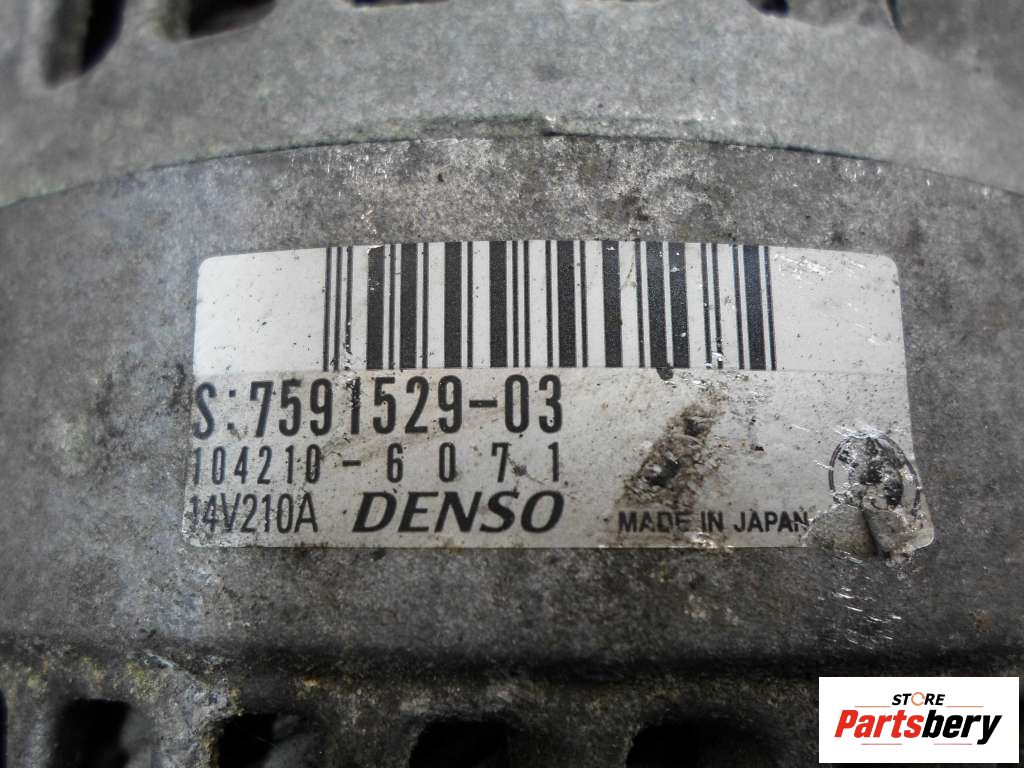 S:7591529-03
104210-6071
14V210A DENSO MADE IN JAPAN
STORE
Partsbery